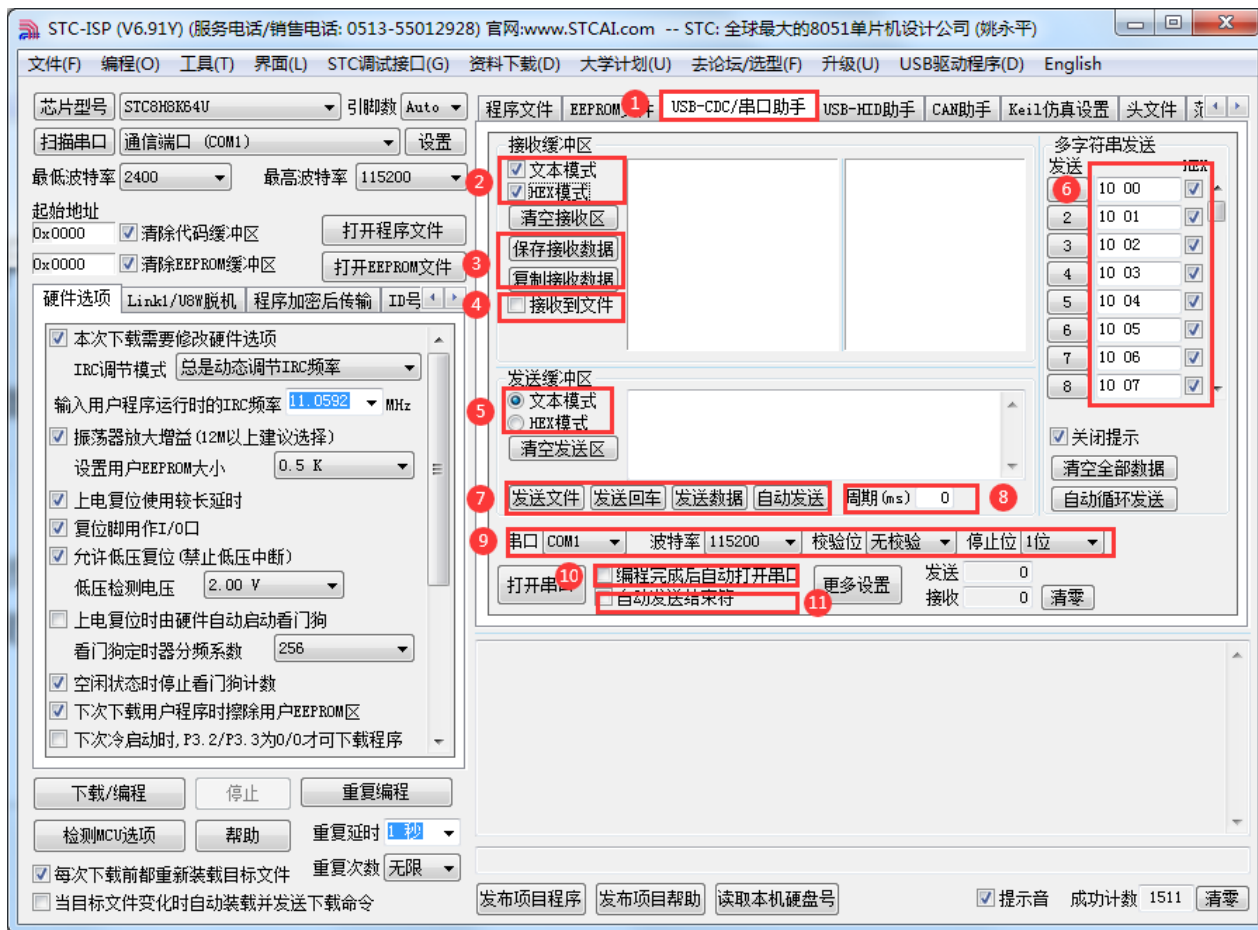 STC-ISP (V6.91Y) (服务电话/销售电话: 0513-55012928) 官网:www.STCAI.com -- STC: 全球最大的8051单片机设计公司 (姚永平)
文件(F) 编程(O) 工具(T) 界面(L) STC调试接口(G) 资料下载(D) 大学计划(U) 去论坛/选型(F) 升级(U) USB驱动程序(D) English
芯片型号 STC8H8K64U 引脚数 Auto
扫描串口 通信端口 (COM1) 设置
最低波特率 2400 最高波特率 115200
起始地址
0x0000 清除代码缓冲区 打开程序文件
0x0000 清除EEPROM缓冲区 打开EEPROM文件
硬件选项 Link1/U8W脱机 程序加密后传输 ID号
本次下载需要修改硬件选项
IRC调节模式 总是动态调节IRC频率
输入用户程序运行时的IRC频率 11.0592 MHz
振荡器放大增益(12M以上建议选择)
设置用户EEPROM大小 0.5 K
上电复位使用较长延时
复位脚用作I/O口
允许低压复位(禁止低压中断)
低压检测电压 2.00 V
上电复位时由硬件自动启动看门狗
看门狗定时器分频系数 256
空闲状态时停止看门狗计数
下次下载用户程序时擦除用户EEPROM区
下次冷启动时,P3.2/P3.3为0/0才可下载程序
下载/编程 停止 重复编程
检测MCU选项 帮助 重复延时 1 秒
每次下载前都重新装载目标文件 重复次数 无限
当目标文件变化时自动装载并发送下载命令
程序文件 EEPROM 1 USB-CDC/串口助手 USB-HID助手 CAN助手 Keil仿真设置 头文件
接收缓冲区
2 文本模式
HEX模式
清空接收区
3 保存接收数据
复制接收数据
4 接收到文件
多字符串发送
发送 HEX
6 10 00
2 10 01
3 10 02
4 10 03
5 10 04
6 10 05
7 10 06
8 10 07
发送缓冲区
5 文本模式
HEX模式
清空发送区
关闭提示
清空全部数据
自动循环发送
7 发送文件 发送回车 发送数据 自动发送 周期(ms) 0 8
9 串口 COM1 波特率 115200 校验位 无校验 停止位 1位
打开串口 10 编程完成后自动打开串口 更多设置 发送 0
自动发送结束符 11 接收 0 清零
发布项目程序 发布项目帮助 读取本机硬盘号 提示音 成功计数 1511 清零